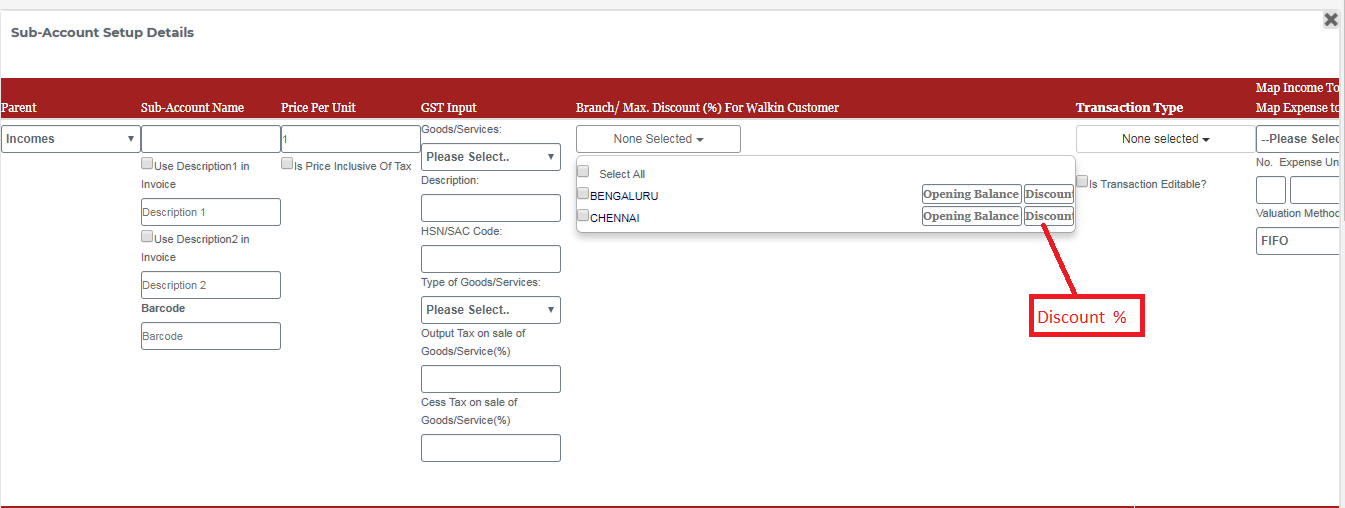 Sub-Account Setup Details
Parent
Sub-Account Name
Price Per Unit
GST Input
Branch/ Max. Discount (%) For Walkin Customer
Transaction Type
Map Income To
Map Expense to
Incomes
1
Goods/Services:
None Selected
None selected
--Please Selec
Use Description1 in
Invoice
Is Price Inclusive Of Tax
Please Select..
Select All
No. Expense Un
Description 1
Description:
BENGALURU
Opening Balance
Discount
Is Transaction Editable?
CHENNAI
Opening Balance
Discount
Valuation Method
Use Description2 in
Invoice
HSN/SAC Code:
FIFO
Description 2
Type of Goods/Services:
Barcode
Please Select..
Discount %
Barcode
Output Tax on sale of
Goods/Service(%)
Cess Tax on sale of
Goods/Service(%)